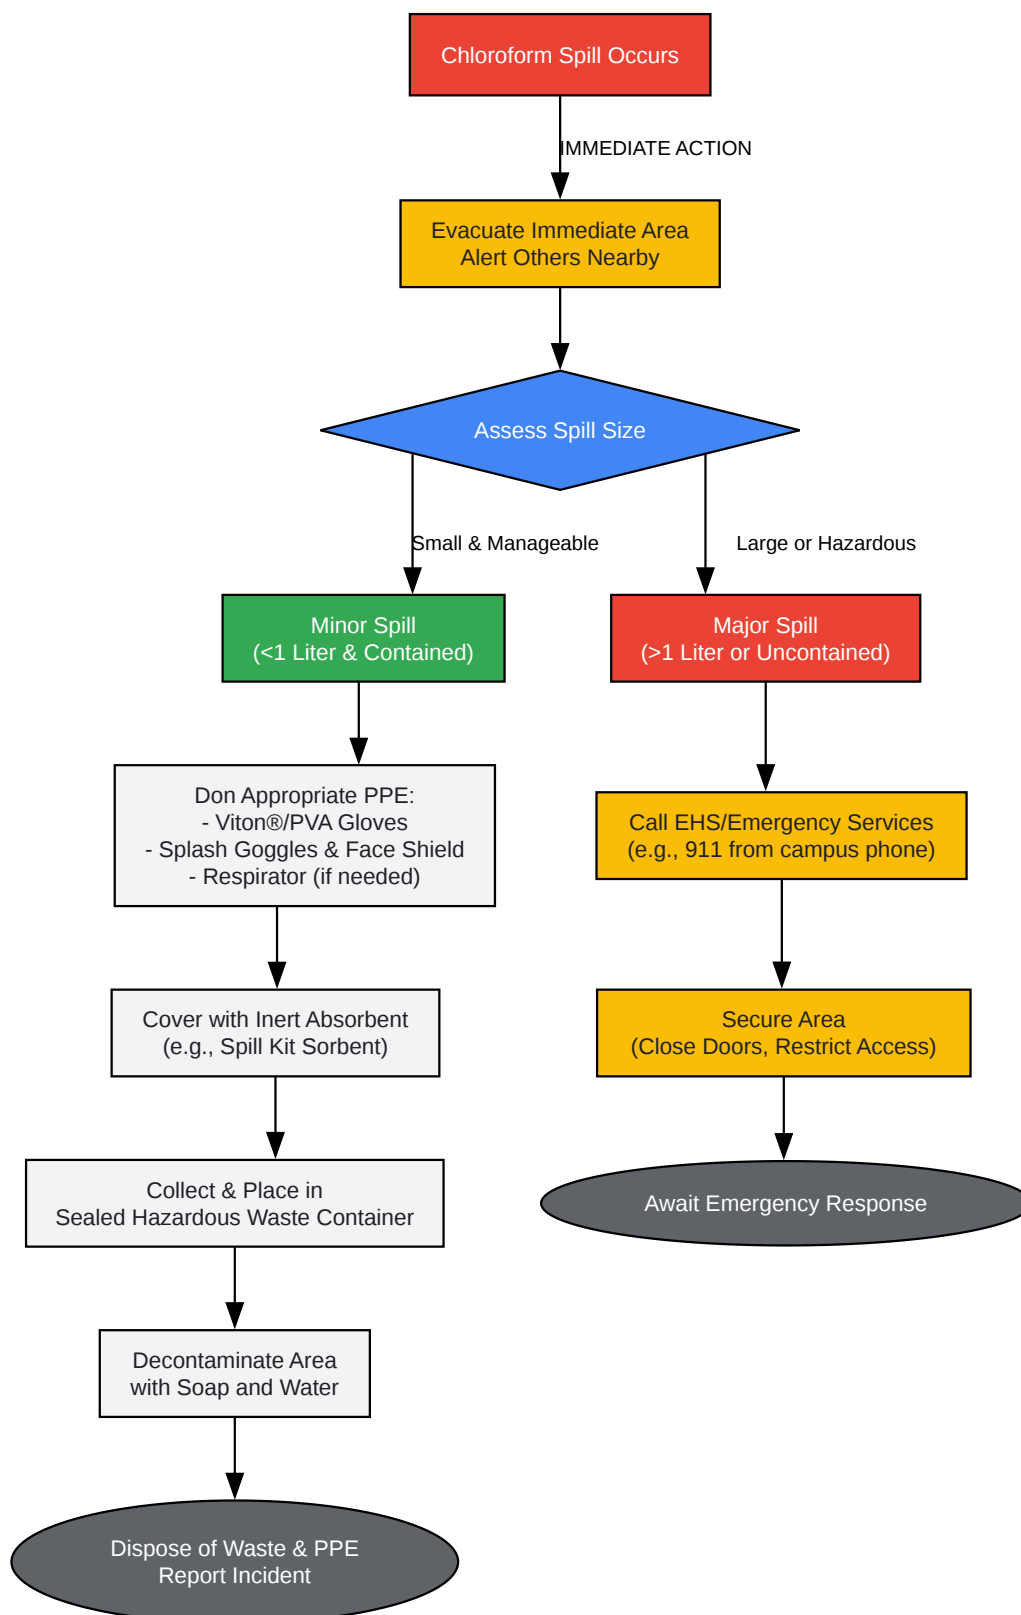 Chloroform Spill Occurs
IMMEDIATE ACTION
Evacuate Immediate Area
Alert Others Nearby
Assess Spill Size
Small & Manageable
Large or Hazardous
Minor Spill
(<1 Liter & Contained)
Major Spill
(>1 Liter or Uncontained)
Don Appropriate PPE:
- Viton®/PVA Gloves
- Splash Goggles & Face Shield
- Respirator (if needed)
Call EHS/Emergency Services
(e.g., 911 from campus phone)
Cover with Inert Absorbent
(e.g., Spill Kit Sorbent)
Secure Area
(Close Doors, Restrict Access)
Collect & Place in
Sealed Hazardous Waste Container
Await Emergency Response
Decontaminate Area
with Soap and Water
Dispose of Waste & PPE
Report Incident